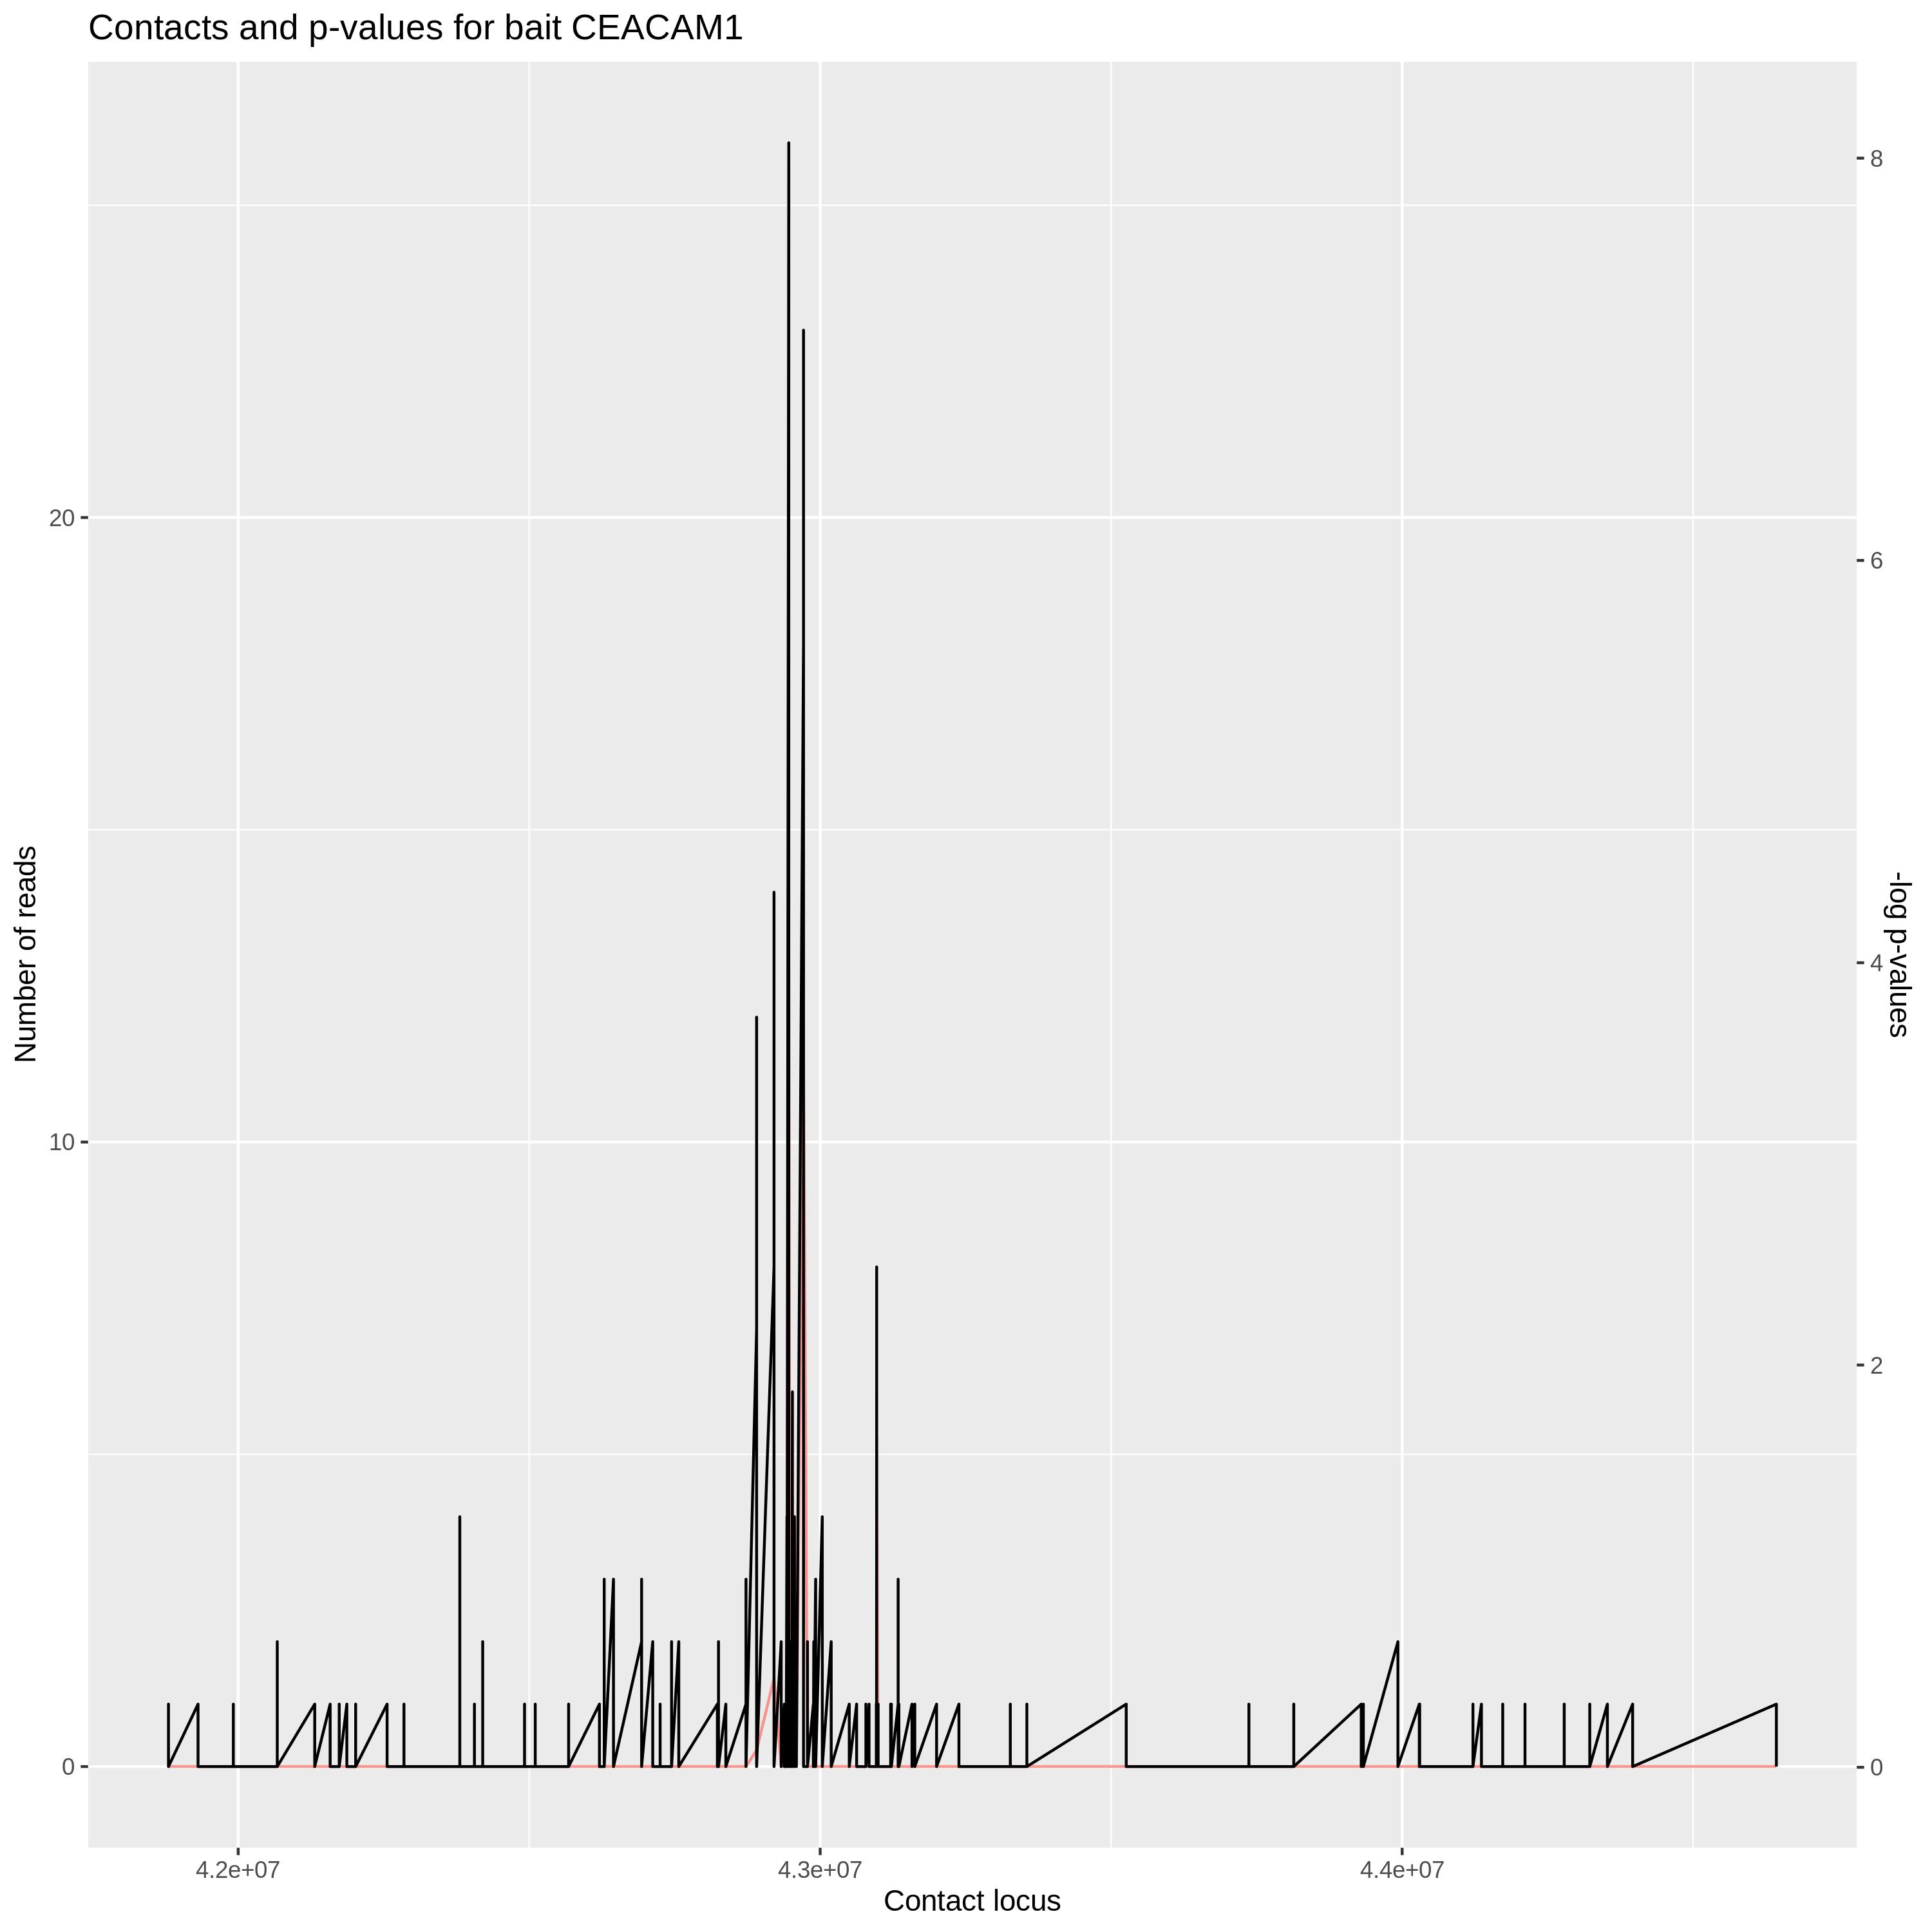 Contacts and p-values for bait CEACAM1
8
20
6
Number of reads
-log p-values
4
10
2
0
0
4.2e+07
4.3e+07
4.4e+07
Contact locus